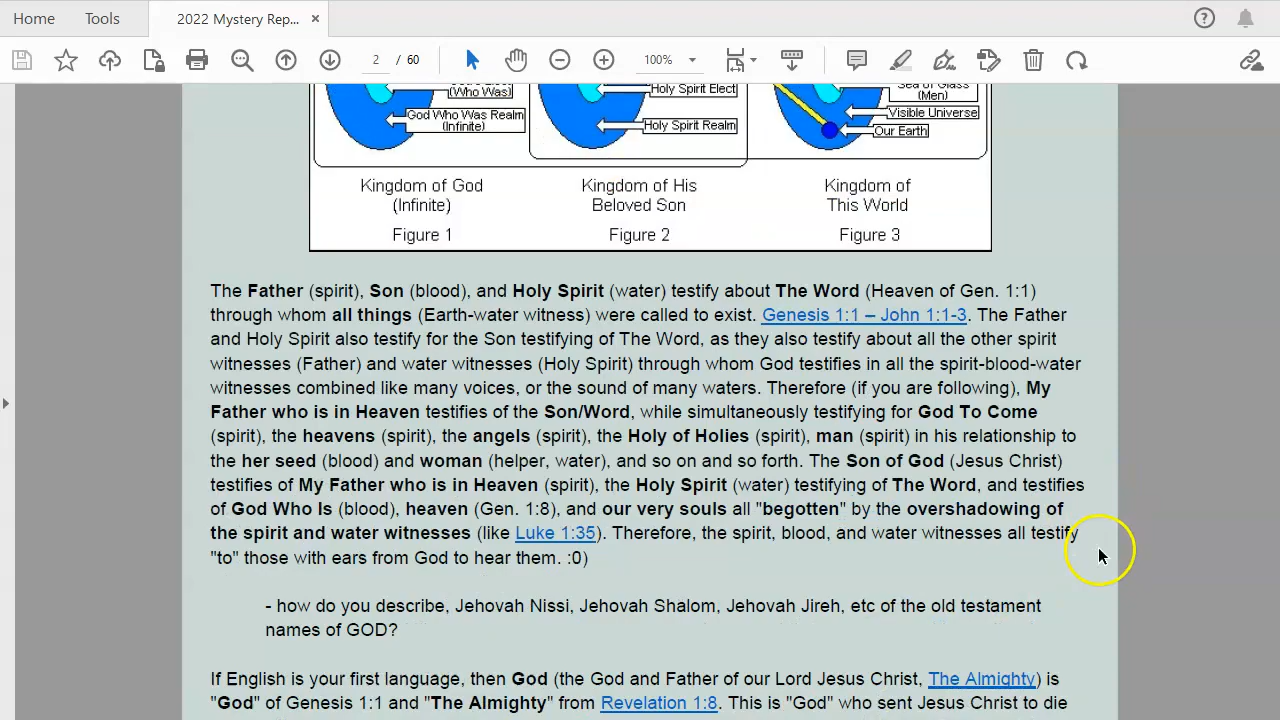 Home Tools 2022 Mystery Rep... ×
2 / 60 100%
(Who Was) Holy Spirit Elect (Men)
God Who Was Realm Holy Spirit Realm Visible Universe
(Infinite) Our Earth
Kingdom of God Kingdom of His Kingdom of
(Infinite) Beloved Son This World
Figure 1 Figure 2 Figure 3
The Father (spirit), Son (blood), and Holy Spirit (water) testify about The Word (Heaven of Gen. 1:1)
through whom all things (Earth-water witness) were called to exist. Genesis 1:1 – John 1:1-3. The Father
and Holy Spirit also testify for the Son testifying of The Word, as they also testify about all the other spirit
witnesses (Father) and water witnesses (Holy Spirit) through whom God testifies in all the spirit-blood-water
witnesses combined like many voices, or the sound of many waters. Therefore (if you are following), My
Father who is in Heaven testifies of the Son/Word, while simultaneously testifying for God To Come
(spirit), the heavens (spirit), the angels (spirit), the Holy of Holies (spirit), man (spirit) in his relationship to
the her seed (blood) and woman (helper, water), and so on and so forth. The Son of God (Jesus Christ)
testifies of My Father who is in Heaven (spirit), the Holy Spirit (water) testifying of The Word, and testifies
of God Who Is (blood), heaven (Gen. 1:8), and our very souls all "begotten" by the overshadowing of
the spirit and water witnesses (like Luke 1:35). Therefore, the spirit, blood, and water witnesses all testify
"to" those with ears from God to hear them. :0)
- how do you describe, Jehovah Nissi, Jehovah Shalom, Jehovah Jireh, etc of the old testament
names of GOD?
If English is your first language, then God (the God and Father of our Lord Jesus Christ, The Almighty) is
"God" of Genesis 1:1 and "The Almighty" from Revelation 1:8. This is "God" who sent Jesus Christ to die